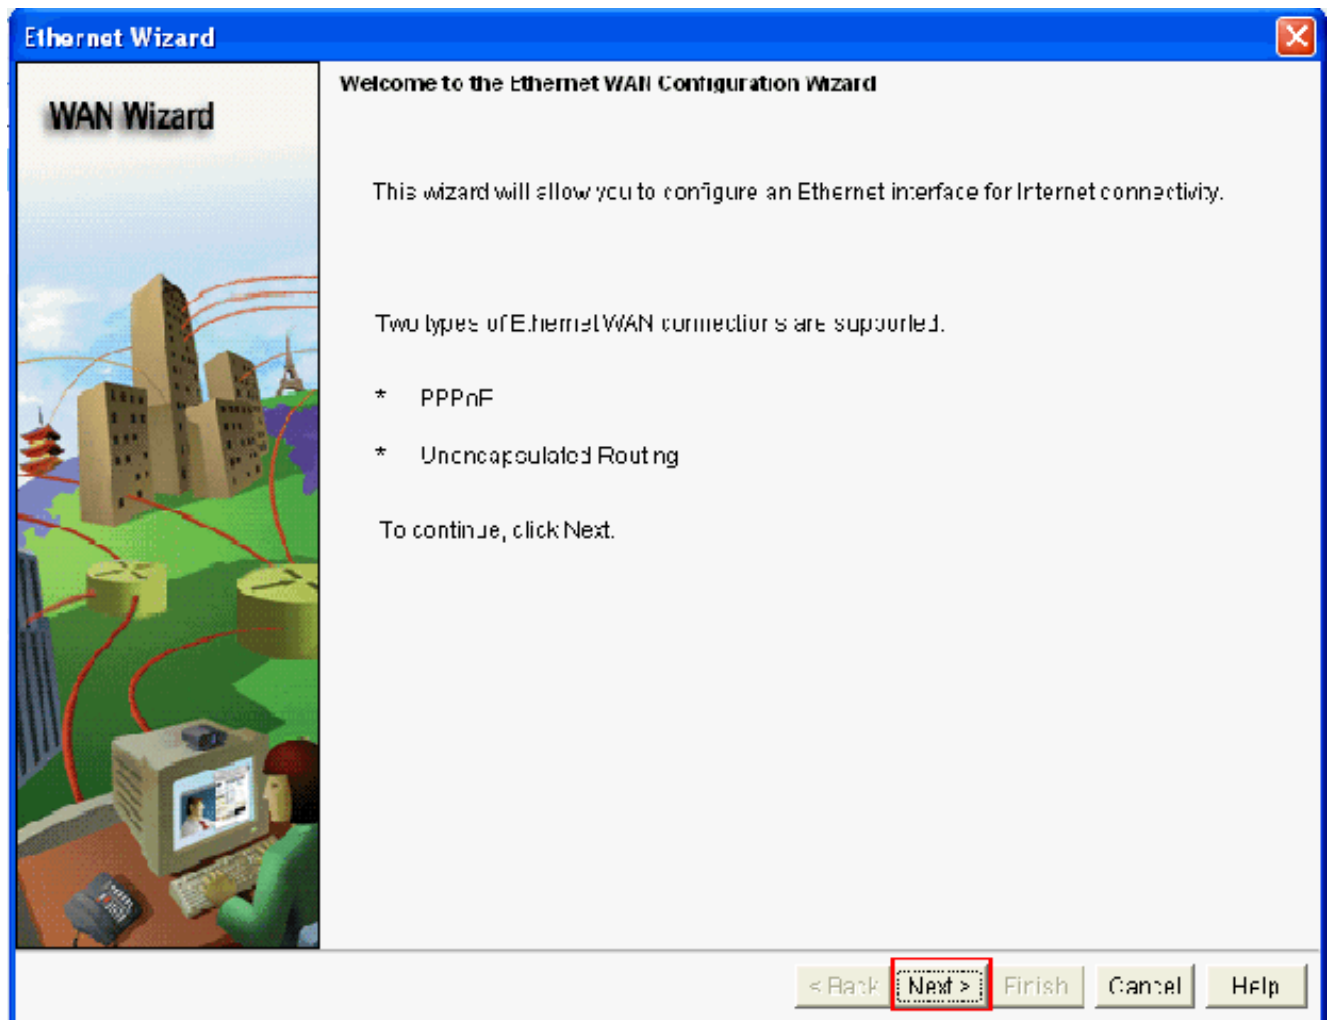 Ethernet Wizard
WAN Wizard
Welcome to the Ethernet WAN Configuration Wizard
This wizard will allow you to configure an Ethernet interface for Internet connectivity.
Two types of Ethernet WAN connections are supported.
* PPPoE
* Unencapsulated Routing
To continue, click Next.
< Back Next > Finish Cancel Help